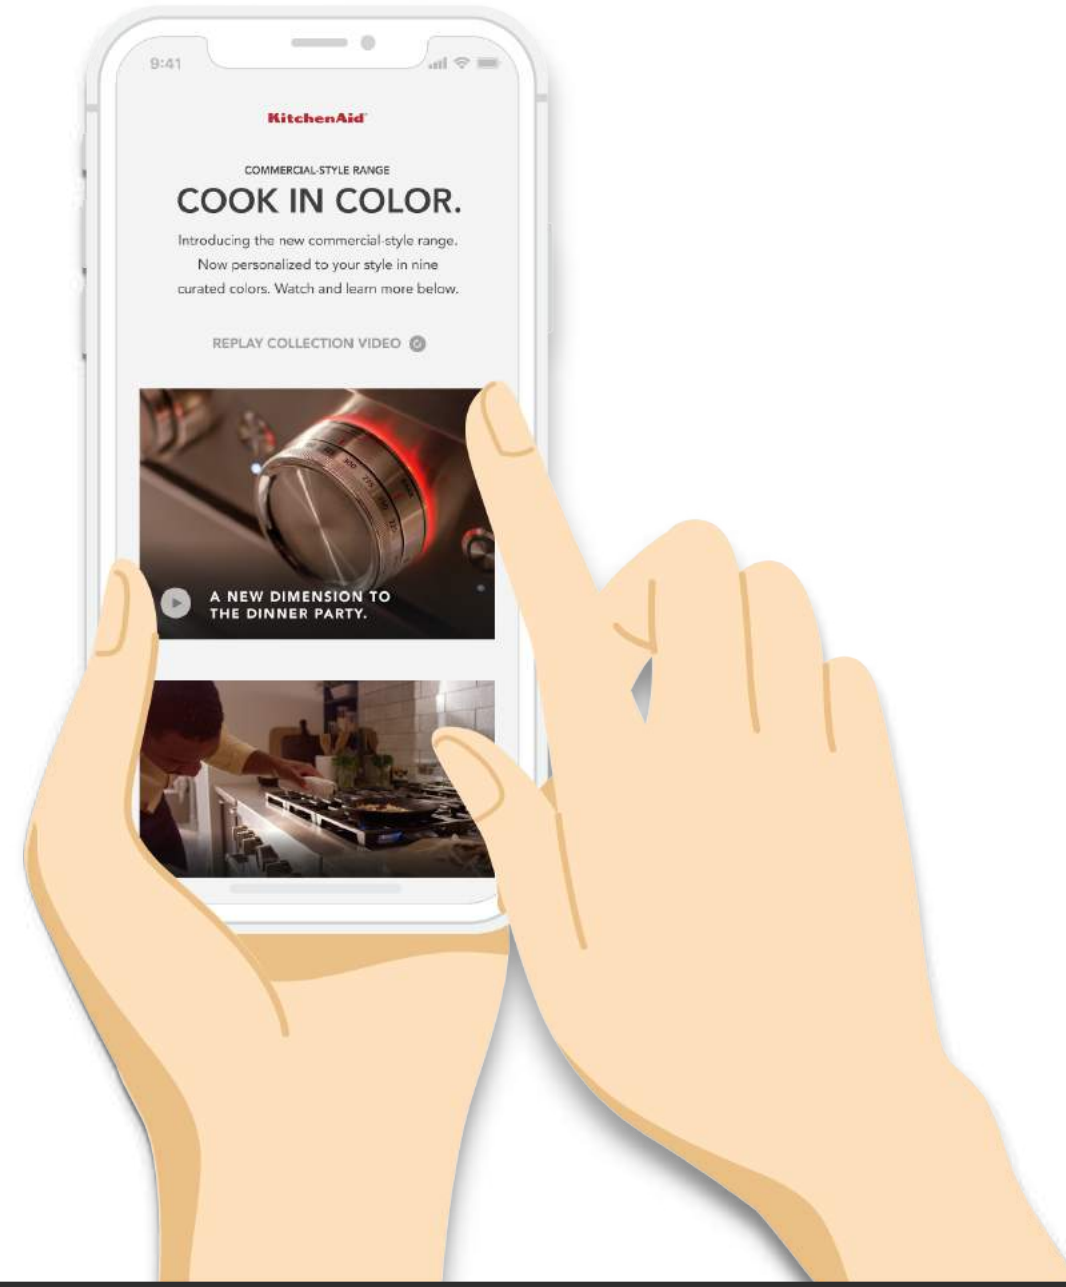 9:41
KitchenAid
COMMERCIAL-STYLE RANGE
COOK IN COLOR.
Introducing the new commercial-style range.
Now personalized to your style in nine
curated colors. Watch and learn more below.
REPLAY COLLECTION VIDEO
A NEW DIMENSION TO
THE DINNER PARTY.